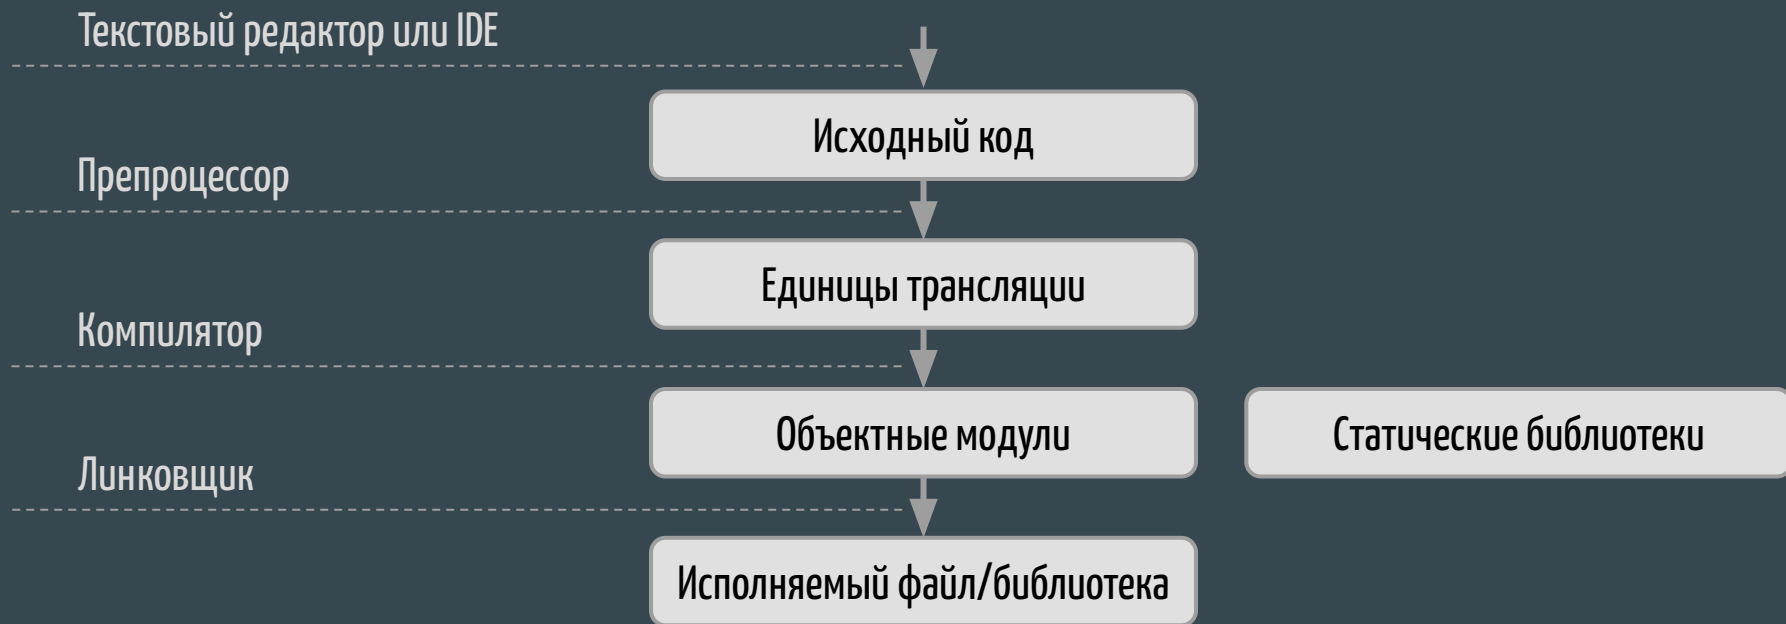 Текстовый редактор или IDE
Исходный код
Препроцессор
Единицы трансляции
Компилятор
Объектные модули
Статические библиотеки
Линковщик
Исполняемый файл/библиотека